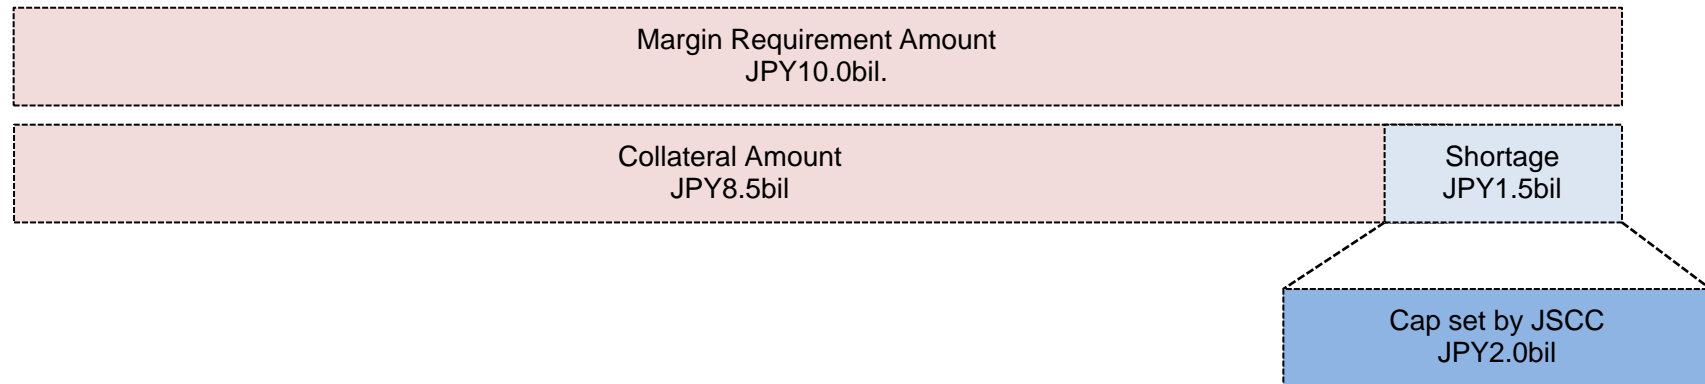 Margin Requirement Amount
JPY10.0bil.
Collateral Amount
JPY8.5bil
Shortage
JPY1.5bil
Cap set by JSCC
JPY2.0bil